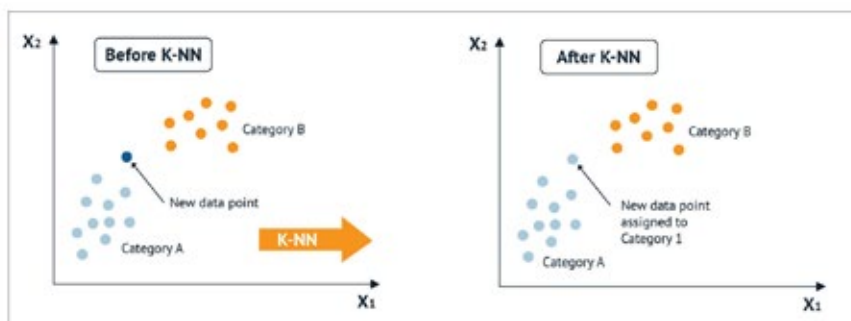 X₂
Before K-NN
Category B
New data point
Category A
K-NN
X₁
X₂
After K-NN
Category B
New data point
assigned to
Category 1
Category A
X₁